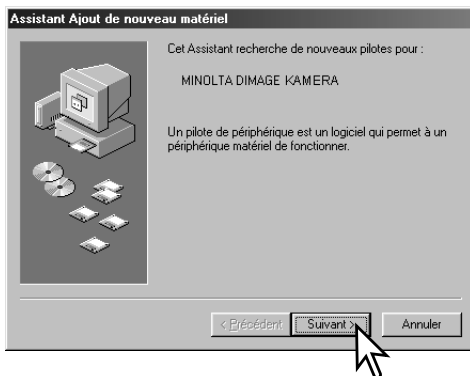 Assistant Ajout de nouveau matériel
Cet Assistant recherche de nouveaux pilotes pour :
MINOLTA DIMAGE KAMERA
Un pilote de périphérique est un logiciel qui permet à un
périphérique matériel de fonctionner.
< Précédent Suivant > Annuler